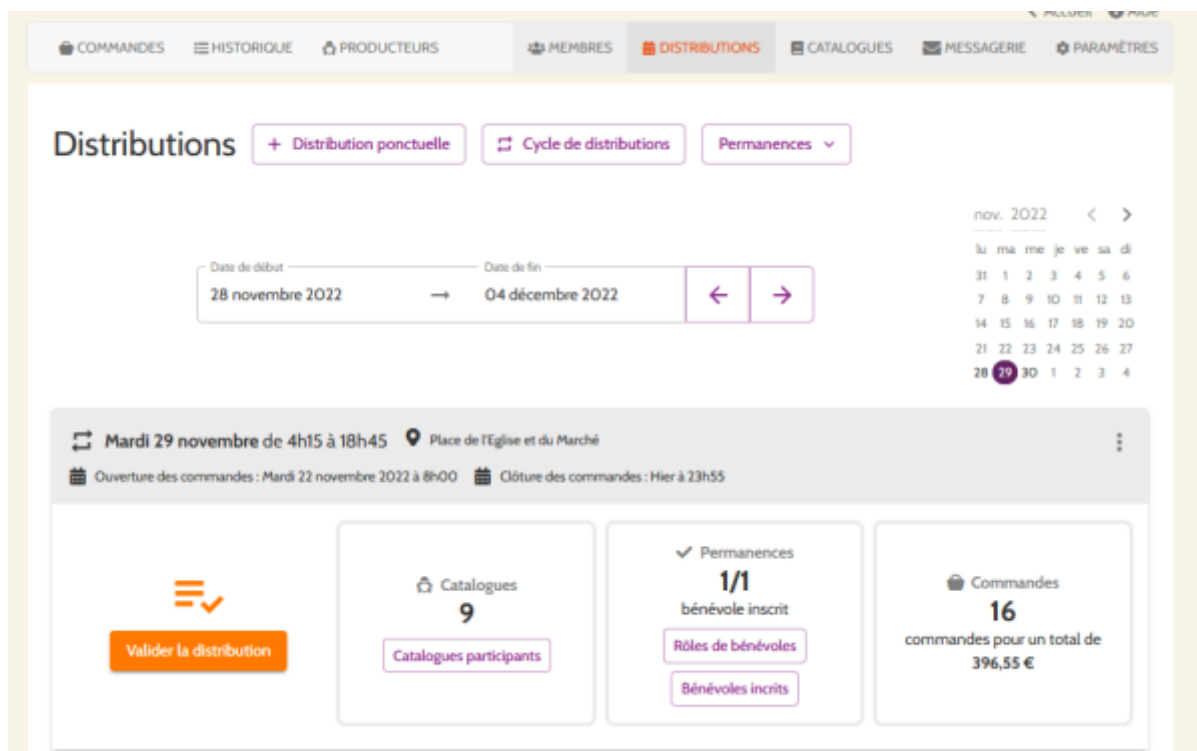 Accueil Aide
COMMANDES HISTORIQUE PRODUCTEURS MEMBRES DISTRIBUTIONS CATALOGUES MESSAGERIE PARAMÈTRES
Distributions + Distribution ponctuelle Cycle de distributions Permanences
nov. 2022
lu ma me je ve sa di
31 1 2 3 4 5 6
7 8 9 10 11 12 13
14 15 16 17 18 19 20
21 22 23 24 25 26 27
28 29 30 1 2 3 4
Date de début Date de fin
28 novembre 2022 → 04 décembre 2022 ← →
Mardi 29 novembre de 4h15 à 18h45 Place de l'Eglise et du Marché
Ouverture des commandes : Mardi 22 novembre 2022 à 8h00 Clôture des commandes : Hier à 23h55
Valider la distribution
Catalogues
9
Catalogues participants
Permanences
1/1
bénévole inscrit
Rôles de bénévoles
Bénévoles incrits
Commandes
16
commandes pour un total de
396,55 €